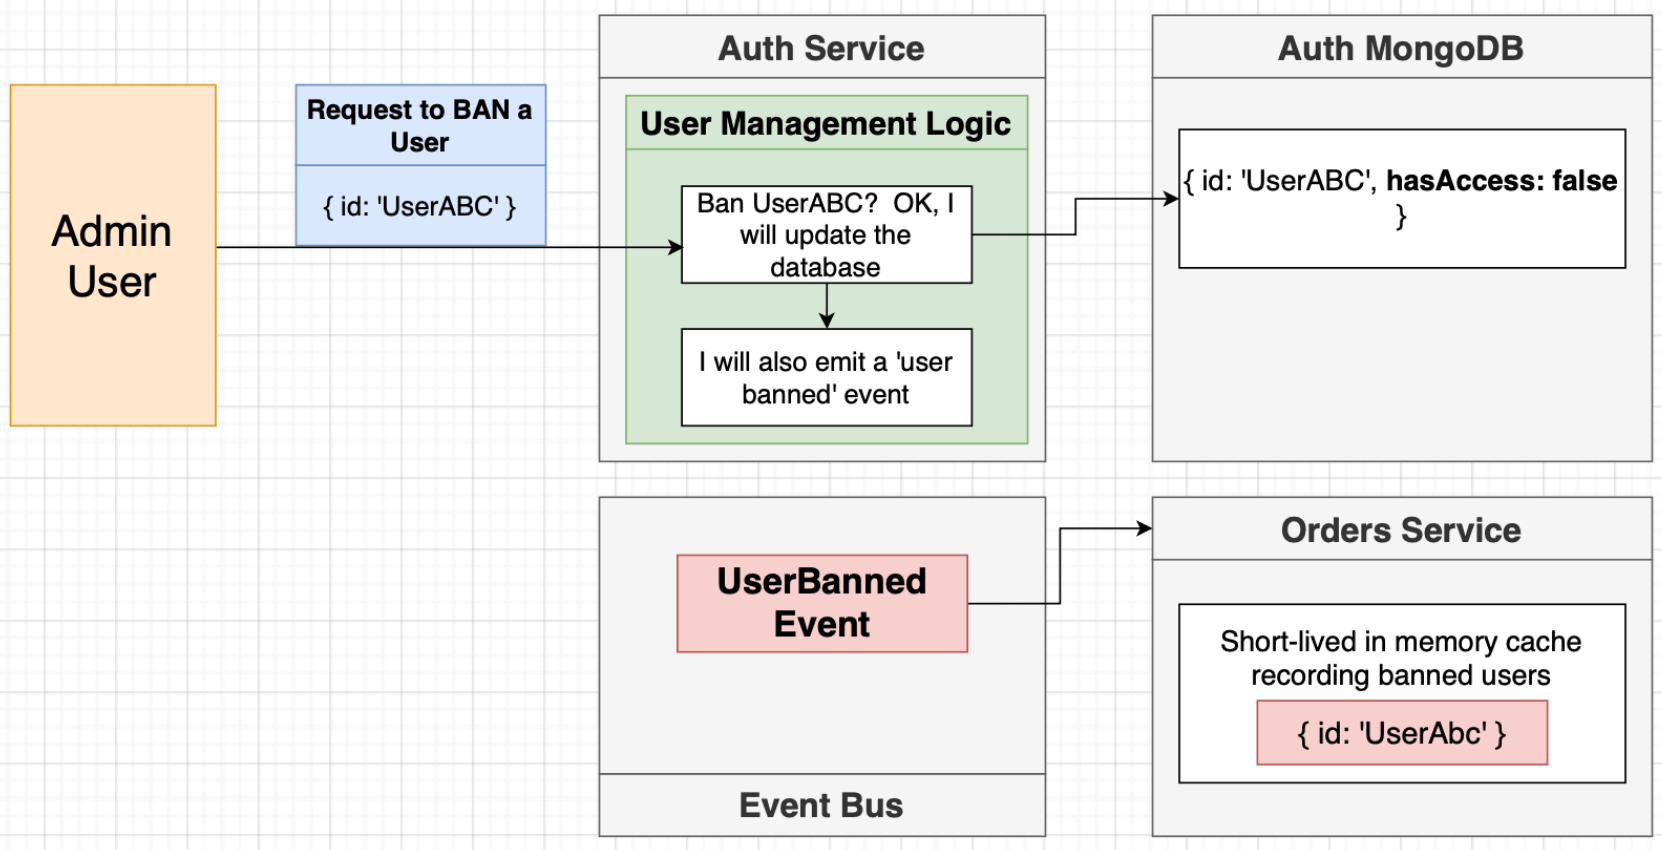 Admin
User
Request to BAN a
User
{ id: 'UserABC' }
Auth Service
User Management Logic
Ban UserABC?  OK, I
will update the
database
I will also emit a 'user
banned' event
Auth MongoDB
{ id: 'UserABC', hasAccess: false
}
UserBanned
Event
Event Bus
Orders Service
Short-lived in memory cache
recording banned users
{ id: 'UserAbc' }